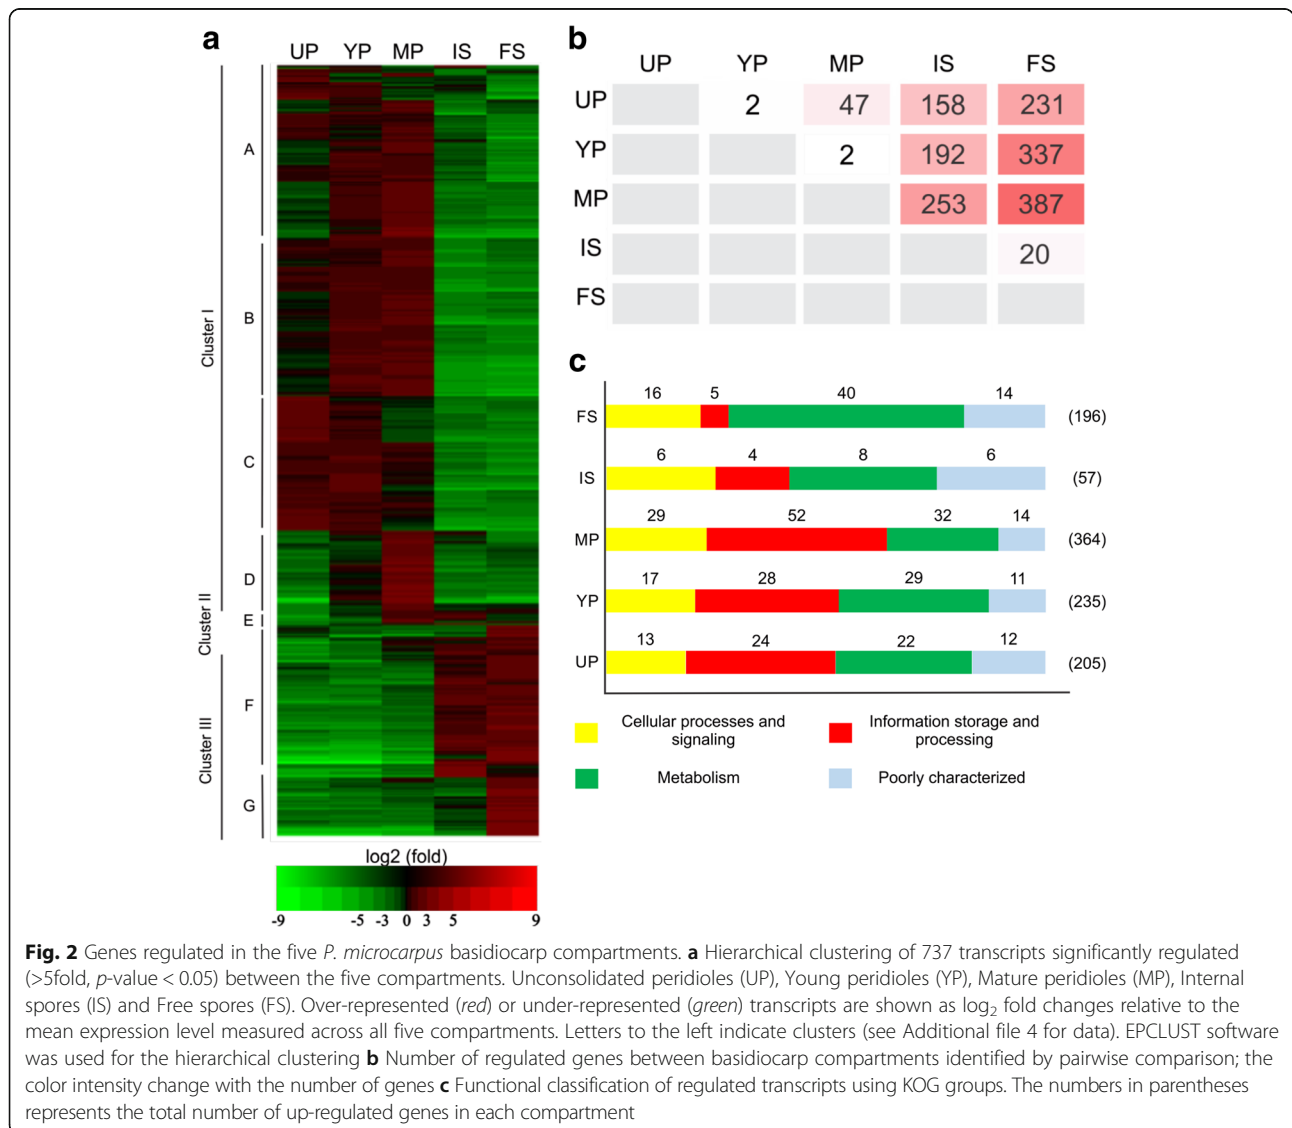 a
UP YP MP IS FS
A
B
C
D
E
F
G
Cluster I
Cluster II
Cluster III
log2 (fold)
-9 -5 -3 0 3 5 9
b
UP YP MP IS FS
UP 2 47 158 231
YP 2 192 337
MP 253 387
IS 20
FS
c
16 5 40 14
FS (196)
6 4 8 6
IS (57)
29 52 32 14
MP (364)
17 28 29 11
YP (235)
13 24 22 12
UP (205)
Cellular processes and
signaling
Information storage and
processing
Metabolism
Poorly characterized
Fig. 2 Genes regulated in the five P. microcarpus basidiocarp compartments. a Hierarchical clustering of 737 transcripts significantly regulated
(>5fold, p-value < 0.05) between the five compartments. Unconsolidated peridioles (UP), Young peridioles (YP), Mature peridioles (MP), Internal
spores (IS) and Free spores (FS). Over-represented (red) or under-represented (green) transcripts are shown as log2 fold changes relative to the
mean expression level measured across all five compartments. Letters to the left indicate clusters (see Additional file 4 for data). EPCLUST software
was used for the hierarchical clustering b Number of regulated genes between basidiocarp compartments identified by pairwise comparison; the
color intensity change with the number of genes c Functional classification of regulated transcripts using KOG groups. The numbers in parentheses
represents the total number of up-regulated genes in each compartment